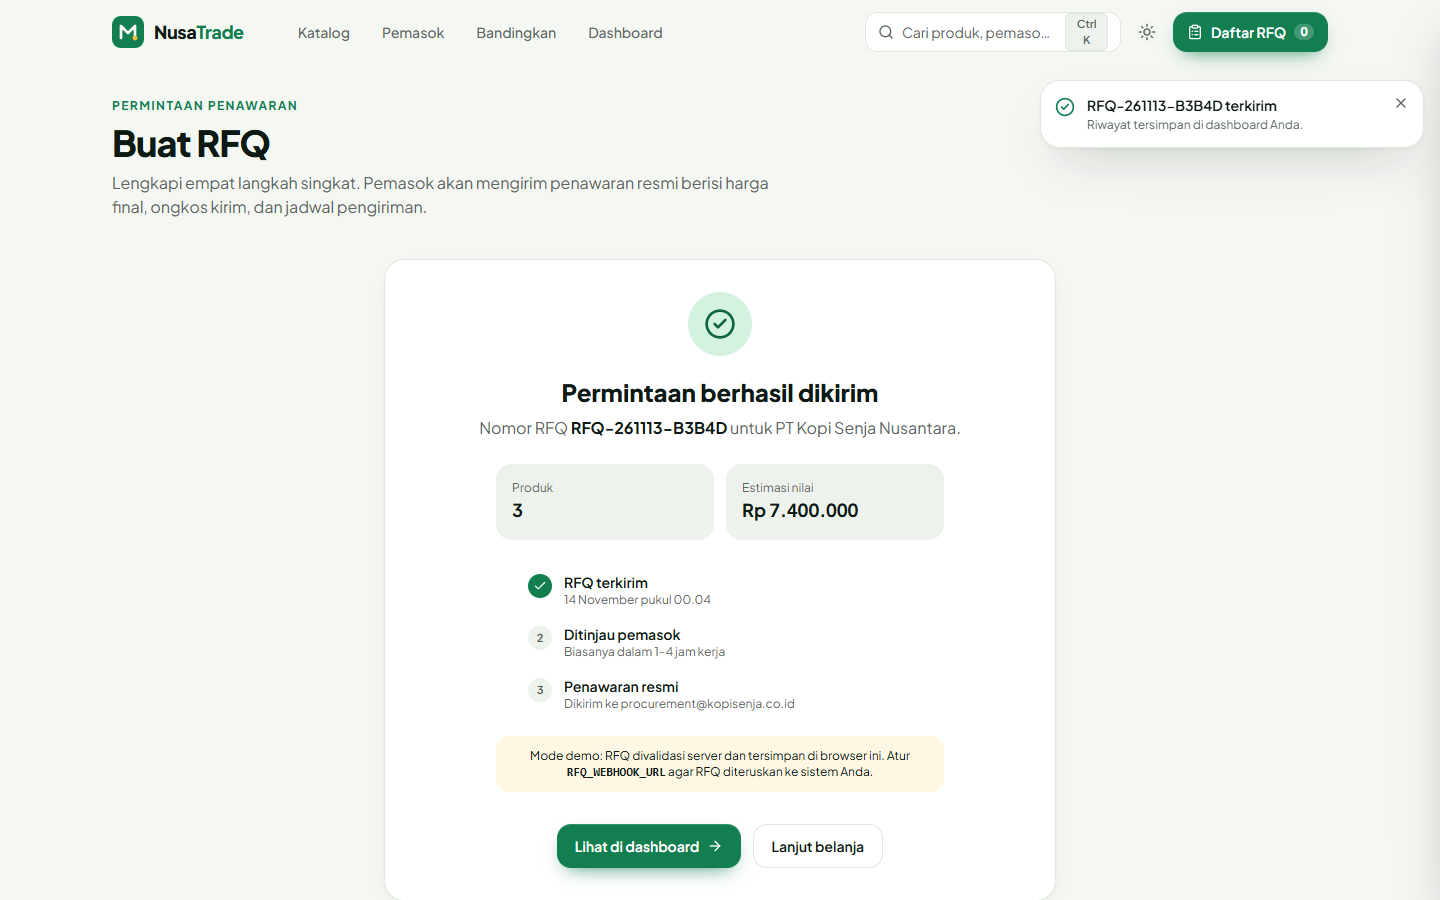 NusaTrade
Katalog
Pemasok
Bandingkan
Dashboard
Cari produk, pemaso...
Ctrl
K
Daftar RFQ 0
RFQ-261113-B3B4D terkirim
Riwayat tersimpan di dashboard Anda.
PERMINTAAN PENAWARAN
Buat RFQ
Lengkapi empat langkah singkat. Pemasok akan mengirim penawaran resmi berisi harga
final, ongkos kirim, dan jadwal pengiriman.
Permintaan berhasil dikirim
Nomor RFQ RFQ-261113-B3B4D untuk PT Kopi Senja Nusantara.
Produk
3
Estimasi nilai
Rp 7.400.000
RFQ terkirim
14 November pukul 00.04
2
Ditinjau pemasok
Biasanya dalam 1–4 jam kerja
3
Penawaran resmi
Dikirim ke procurement@kopisenja.co.id
Mode demo: RFQ divalidasi server dan tersimpan di browser ini. Atur
RFQ_WEBHOOK_URL agar RFQ diteruskan ke sistem Anda.
Lihat di dashboard
Lanjut belanja